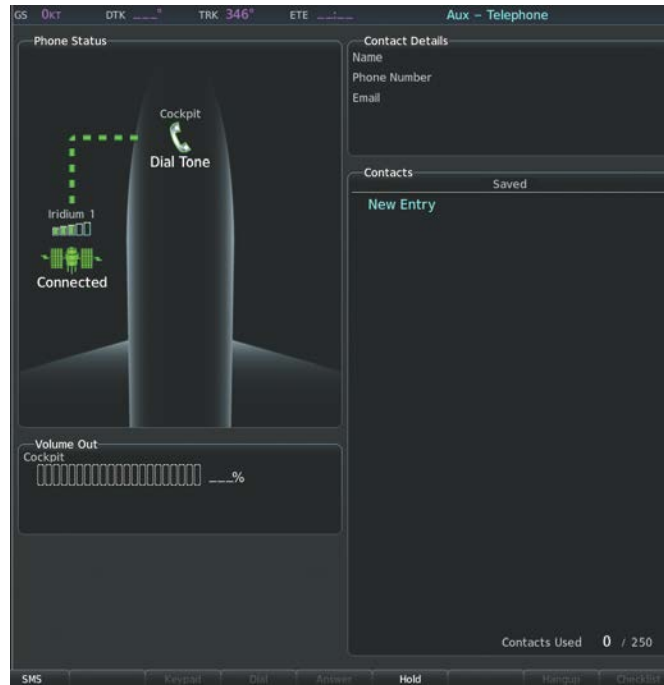 GS 0KT DTK ___° TRK 346° ETE __:__ Aux – Telephone
Phone Status
Cockpit
Dial Tone
Iridium 1
Connected
Volume Out
Cockpit
___%
Contact Details
Name
Phone Number
Email
Contacts
Saved
New Entry
Contacts Used 0 / 250
SMS Keypad Dial Answer Hold Hangup Checklist